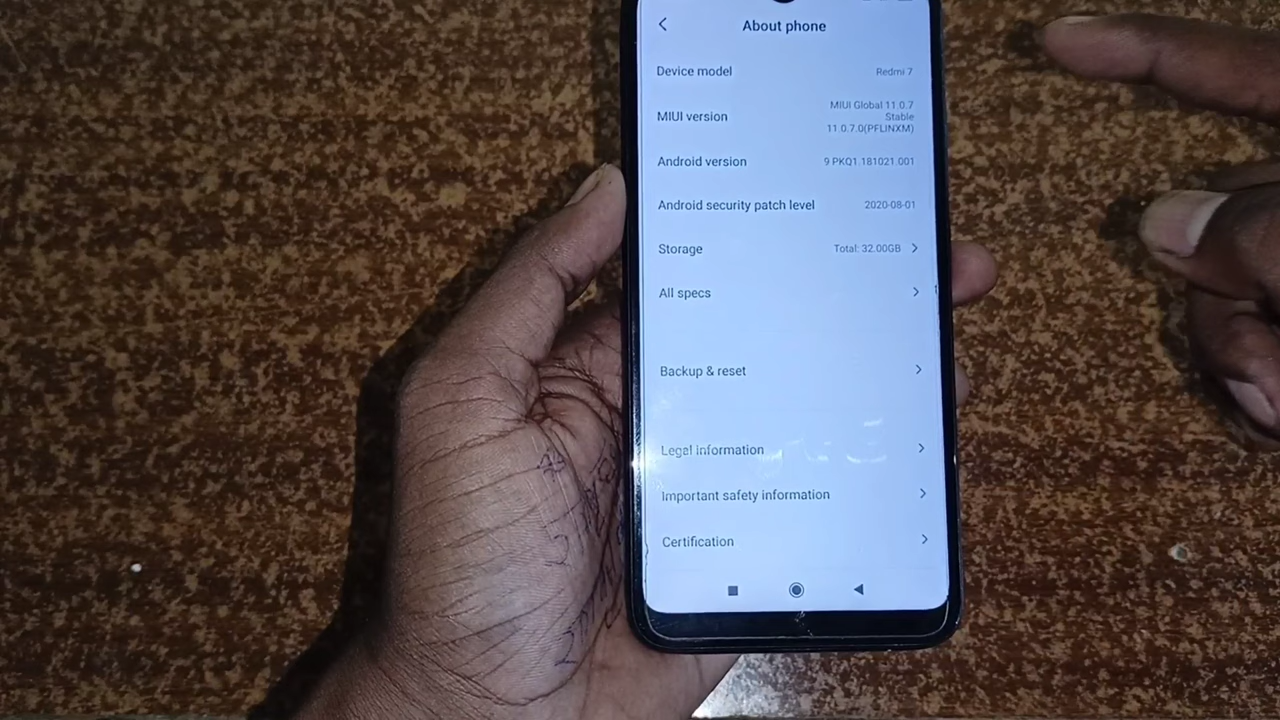 About phone
Device model Redmi 7
MIUI version MIUI Global 11.0.7
Stable
11.0.7.0(PFLINXM)
Android version 9 PKQ1.181021.001
Android security patch level 2020-08-01
Storage Total: 32.00GB
All specs
Backup & reset
Legal information
Important safety information
Certification